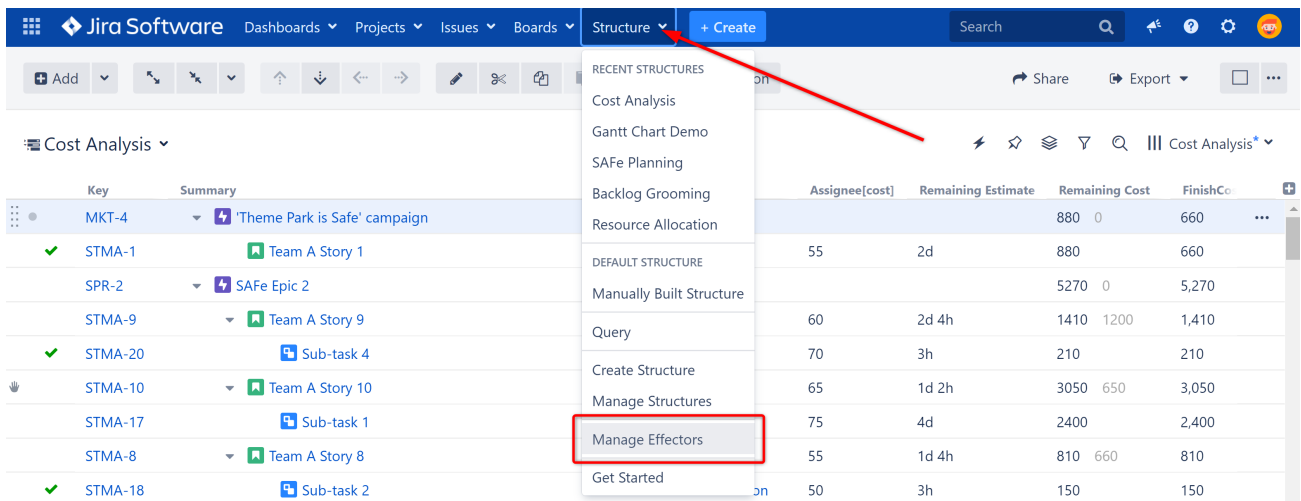 Jira Software Dashboards Projects Issues Boards Structure + Create Search
Add Share Export
RECENT STRUCTURES
Cost Analysis
Gantt Chart Demo
SAFe Planning
Backlog Grooming
Resource Allocation
DEFAULT STRUCTURE
Manually Built Structure
Query
Create Structure
Manage Structures
Manage Effectors
Get Started
Cost Analysis Cost Analysis*
Key Summary Assignee[cost] Remaining Estimate Remaining Cost FinishCo
MKT-4 'Theme Park is Safe' campaign 880 0 660
STMA-1 Team A Story 1 55 2d 880 660
SPR-2 SAFe Epic 2 5270 0 5,270
STMA-9 Team A Story 9 60 2d 4h 1410 1200 1,410
STMA-20 Sub-task 4 70 3h 210 210
STMA-10 Team A Story 10 65 1d 2h 3050 650 3,050
STMA-17 Sub-task 1 75 4d 2400 2,400
STMA-8 Team A Story 8 55 1d 4h 810 660 810
STMA-18 Sub-task 2 on 50 3h 150 150